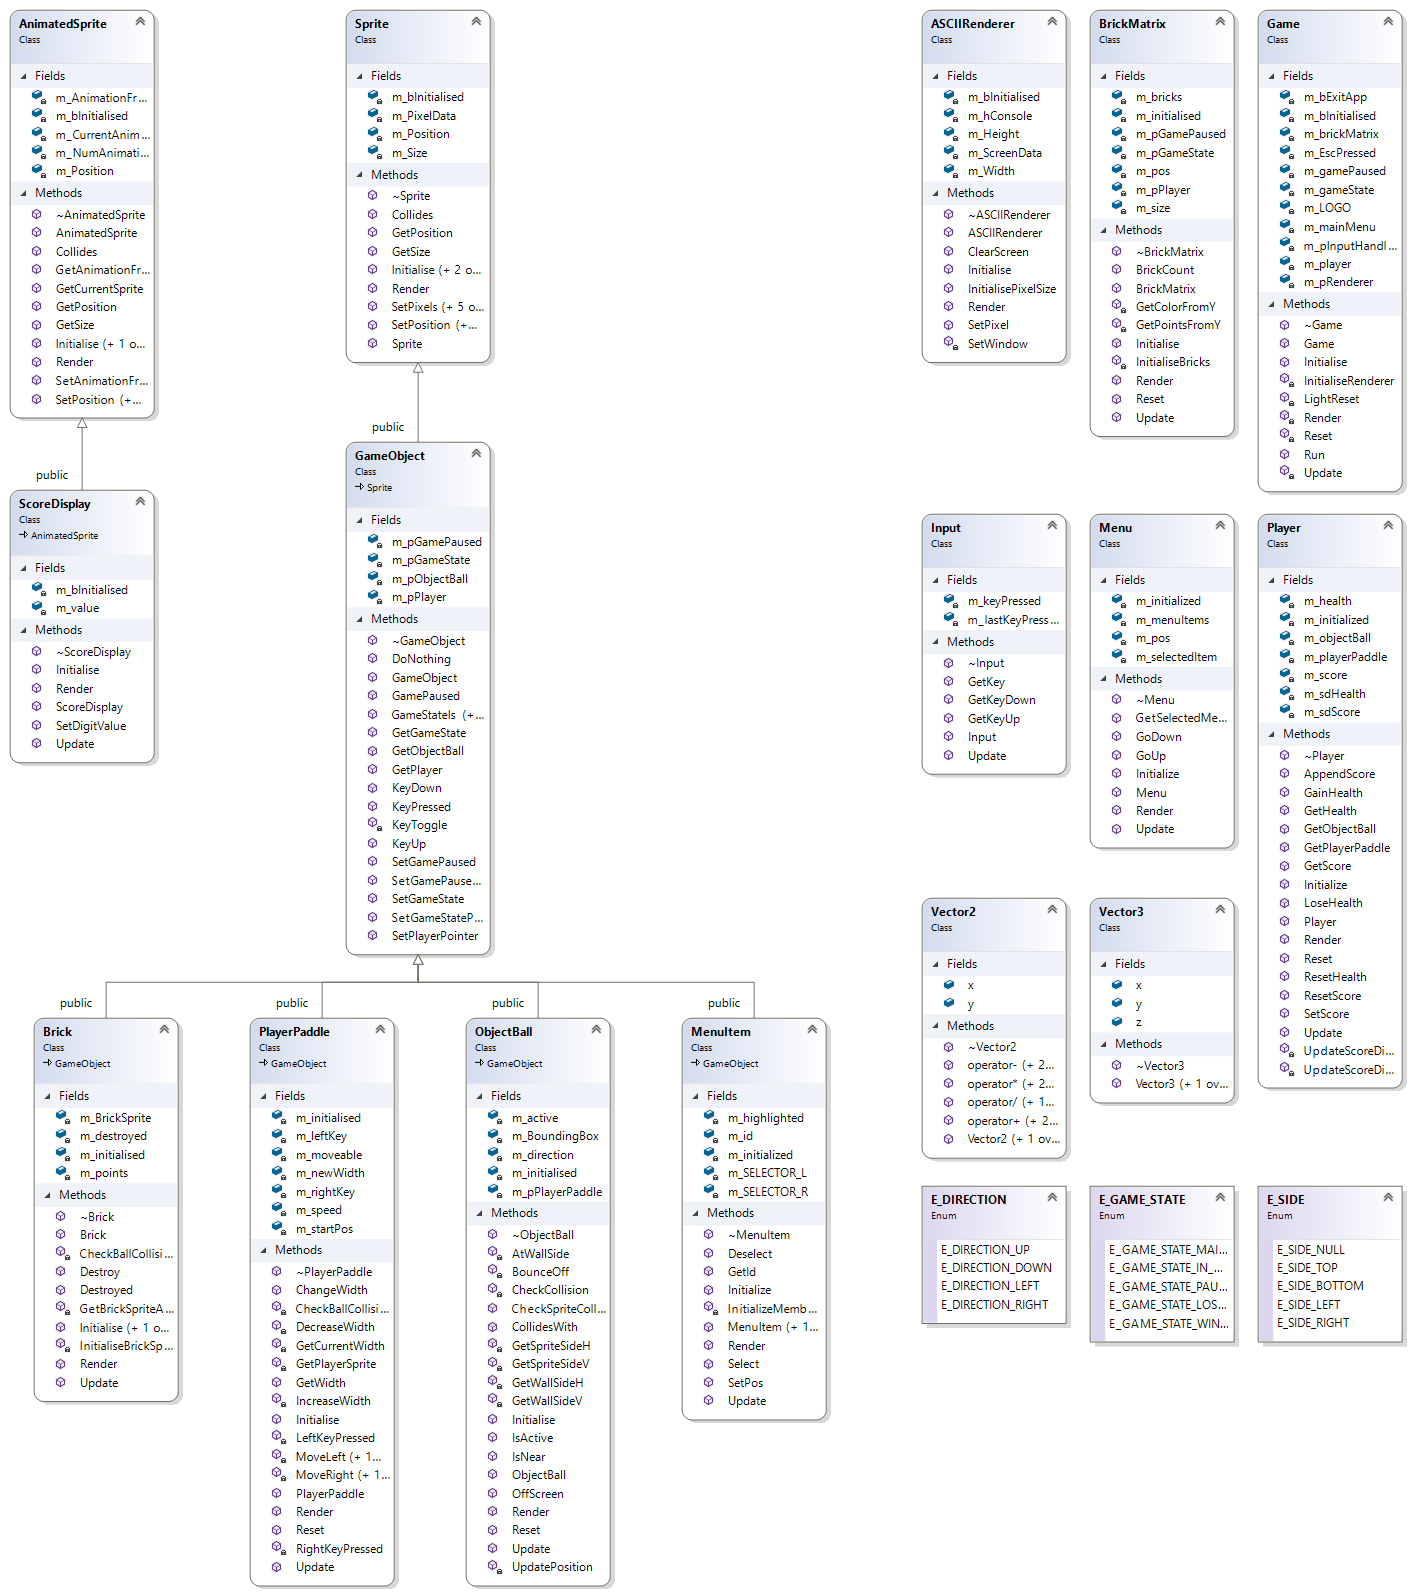 AnimatedSprite
Class
Fields
m_AnimationFr...
m_bInitialised
m_CurrentAnim...
m_NumAnimati...
m_Position
Methods
~AnimatedSprite
AnimatedSprite
Collides
GetAnimationFr...
GetCurrentSprite
GetPosition
GetSize
Initialise (+ 1 o...
Render
SetAnimationFr...
SetPosition (+...
public
ScoreDisplay
Class
AnimatedSprite
Fields
m_bInitialised
m_value
Methods
~ScoreDisplay
Initialise
Render
ScoreDisplay
SetDigitValue
Update
Sprite
Class
Fields
m_bInitialised
m_PixelData
m_Position
m_Size
Methods
~Sprite
Collides
GetPosition
GetSize
Initialise (+ 2 o...
Render
SetPixels (+ 5 o...
SetPosition (+...
Sprite
public
GameObject
Class
Sprite
Fields
m_pGamePaused
m_pGameState
m_pObjectBall
m_pPlayer
Methods
~GameObject
DoNothing
GameObject
GamePaused
GameStateIs (+...
GetGameState
GetObjectBall
GetPlayer
KeyDown
KeyPressed
KeyToggle
KeyUp
SetGamePaused
SetGamePause...
SetGameState
SetGameStateP...
SetPlayerPointer
public
public
public
public
Brick
Class
GameObject
Fields
m_BrickSprite
m_destroyed
m_initialised
m_points
Methods
~Brick
Brick
CheckBallCollisi...
Destroy
Destroyed
GetBrickSpriteA...
Initialise (+ 1 o...
InitialiseBrickSp...
Render
Update
PlayerPaddle
Class
GameObject
Fields
m_initialised
m_leftKey
m_moveable
m_newWidth
m_rightKey
m_speed
m_startPos
Methods
~PlayerPaddle
ChangeWidth
CheckBallCollisi...
DecreaseWidth
GetCurrentWidth
GetPlayerSprite
GetWidth
IncreaseWidth
Initialise
LeftKeyPressed
MoveLeft (+ 1...
MoveRight (+ 1...
PlayerPaddle
Render
Reset
RightKeyPressed
Update
ObjectBall
Class
GameObject
Fields
m_active
m_BoundingBox
m_direction
m_initialised
m_pPlayerPaddle
Methods
~ObjectBall
AtWallSide
BounceOff
CheckCollision
CheckSpriteColl...
CollidesWith
GetSpriteSideH
GetSpriteSideV
GetWallSideH
GetWallSideV
Initialise
IsActive
IsNear
ObjectBall
OffScreen
Render
Reset
Update
UpdatePosition
MenuItem
Class
GameObject
Fields
m_highlighted
m_id
m_initialized
m_SELECTOR_L
m_SELECTOR_R
Methods
~MenuItem
Deselect
GetId
Initialize
InitializeMemb...
MenuItem (+ 1...
Render
Select
SetPos
Update
ASCIIRenderer
Class
Fields
m_bInitialised
m_hConsole
m_Height
m_ScreenData
m_Width
Methods
~ASCIIRenderer
ASCIIRenderer
ClearScreen
Initialise
InitialisePixelSize
Render
SetPixel
SetWindow
BrickMatrix
Class
Fields
m_bricks
m_initialised
m_pGamePaused
m_pGameState
m_pos
m_pPlayer
m_size
Methods
~BrickMatrix
BrickCount
BrickMatrix
GetColorFromY
GetPointsFromY
Initialise
InitialiseBricks
Render
Reset
Update
Game
Class
Fields
m_bExitApp
m_bInitialised
m_brickMatrix
m_EscPressed
m_gamePaused
m_gameState
m_LOGO
m_mainMenu
m_pInputHandl...
m_player
m_pRenderer
Methods
~Game
Game
Initialise
InitialiseRenderer
LightReset
Render
Reset
Run
Update
Input
Class
Fields
m_keyPressed
m_lastKeyPress...
Methods
~Input
GetKey
GetKeyDown
GetKeyUp
Input
Update
Menu
Class
Fields
m_initialized
m_menuItems
m_pos
m_selectedItem
Methods
~Menu
GetSelectedMe...
GoDown
GoUp
Initialize
Menu
Render
Update
Player
Class
Fields
m_health
m_initialized
m_objectBall
m_playerPaddle
m_score
m_sdHealth
m_sdScore
Methods
~Player
AppendScore
GainHealth
GetHealth
GetObjectBall
GetPlayerPaddle
GetScore
Initialize
LoseHealth
Player
Render
Reset
ResetHealth
ResetScore
SetScore
Update
UpdateScoreDi...
UpdateScoreDi...
Vector2
Class
Fields
x
y
Methods
~Vector2
operator- (+ 2...
operator* (+ 2...
operator/ (+ 1...
operator+ (+ 2...
Vector2 (+ 1 ov...
Vector3
Class
Fields
x
y
z
Methods
~Vector3
Vector3 (+ 1 ov...
E_DIRECTION
Enum
E_DIRECTION_UP
E_DIRECTION_DOWN
E_DIRECTION_LEFT
E_DIRECTION_RIGHT
E_GAME_STATE
Enum
E_GAME_STATE_MAI...
E_GAME_STATE_IN_...
E_GAME_STATE_PAU...
E_GAME_STATE_LOS...
E_GAME_STATE_WIN...
E_SIDE
Enum
E_SIDE_NULL
E_SIDE_TOP
E_SIDE_BOTTOM
E_SIDE_LEFT
E_SIDE_RIGHT